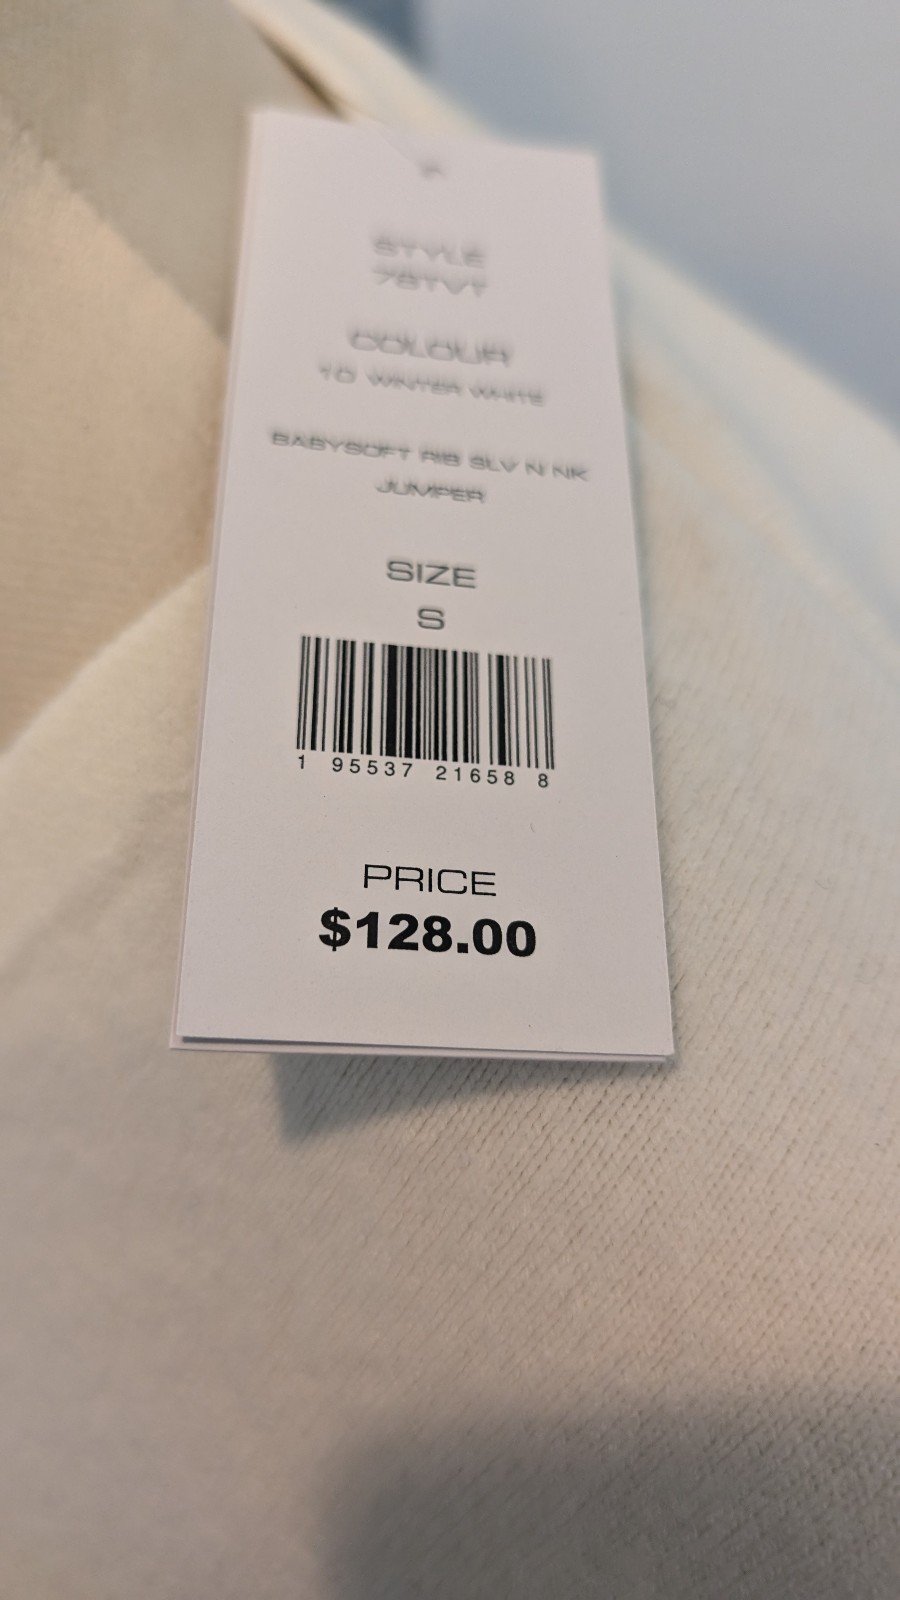 STYLE
78TVT
COLOUR
10 WINTER WHITE
BABYSOFT RIB SLV N NK
JUMPER
SIZE
S
1 95537 21658 8
PRICE
$128.00